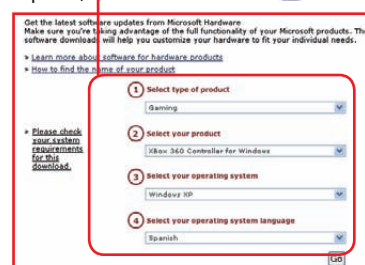 Get the latest software updates from Microsoft Hardware
Make sure you're taking advantage of the full functionality of your Microsoft products. The
software downloads will help you customize your hardware to fit your individual needs.
» Learn more about software for hardware products
» How to find the name of your product
1 Select type of product
Gaming
» Please check
your system
requirements
for this
download.
2 Select your product
XBox 360 Controller for Windows
3 Select your operating system
Windows XP
4 Select your operating system language
Spanish
Go